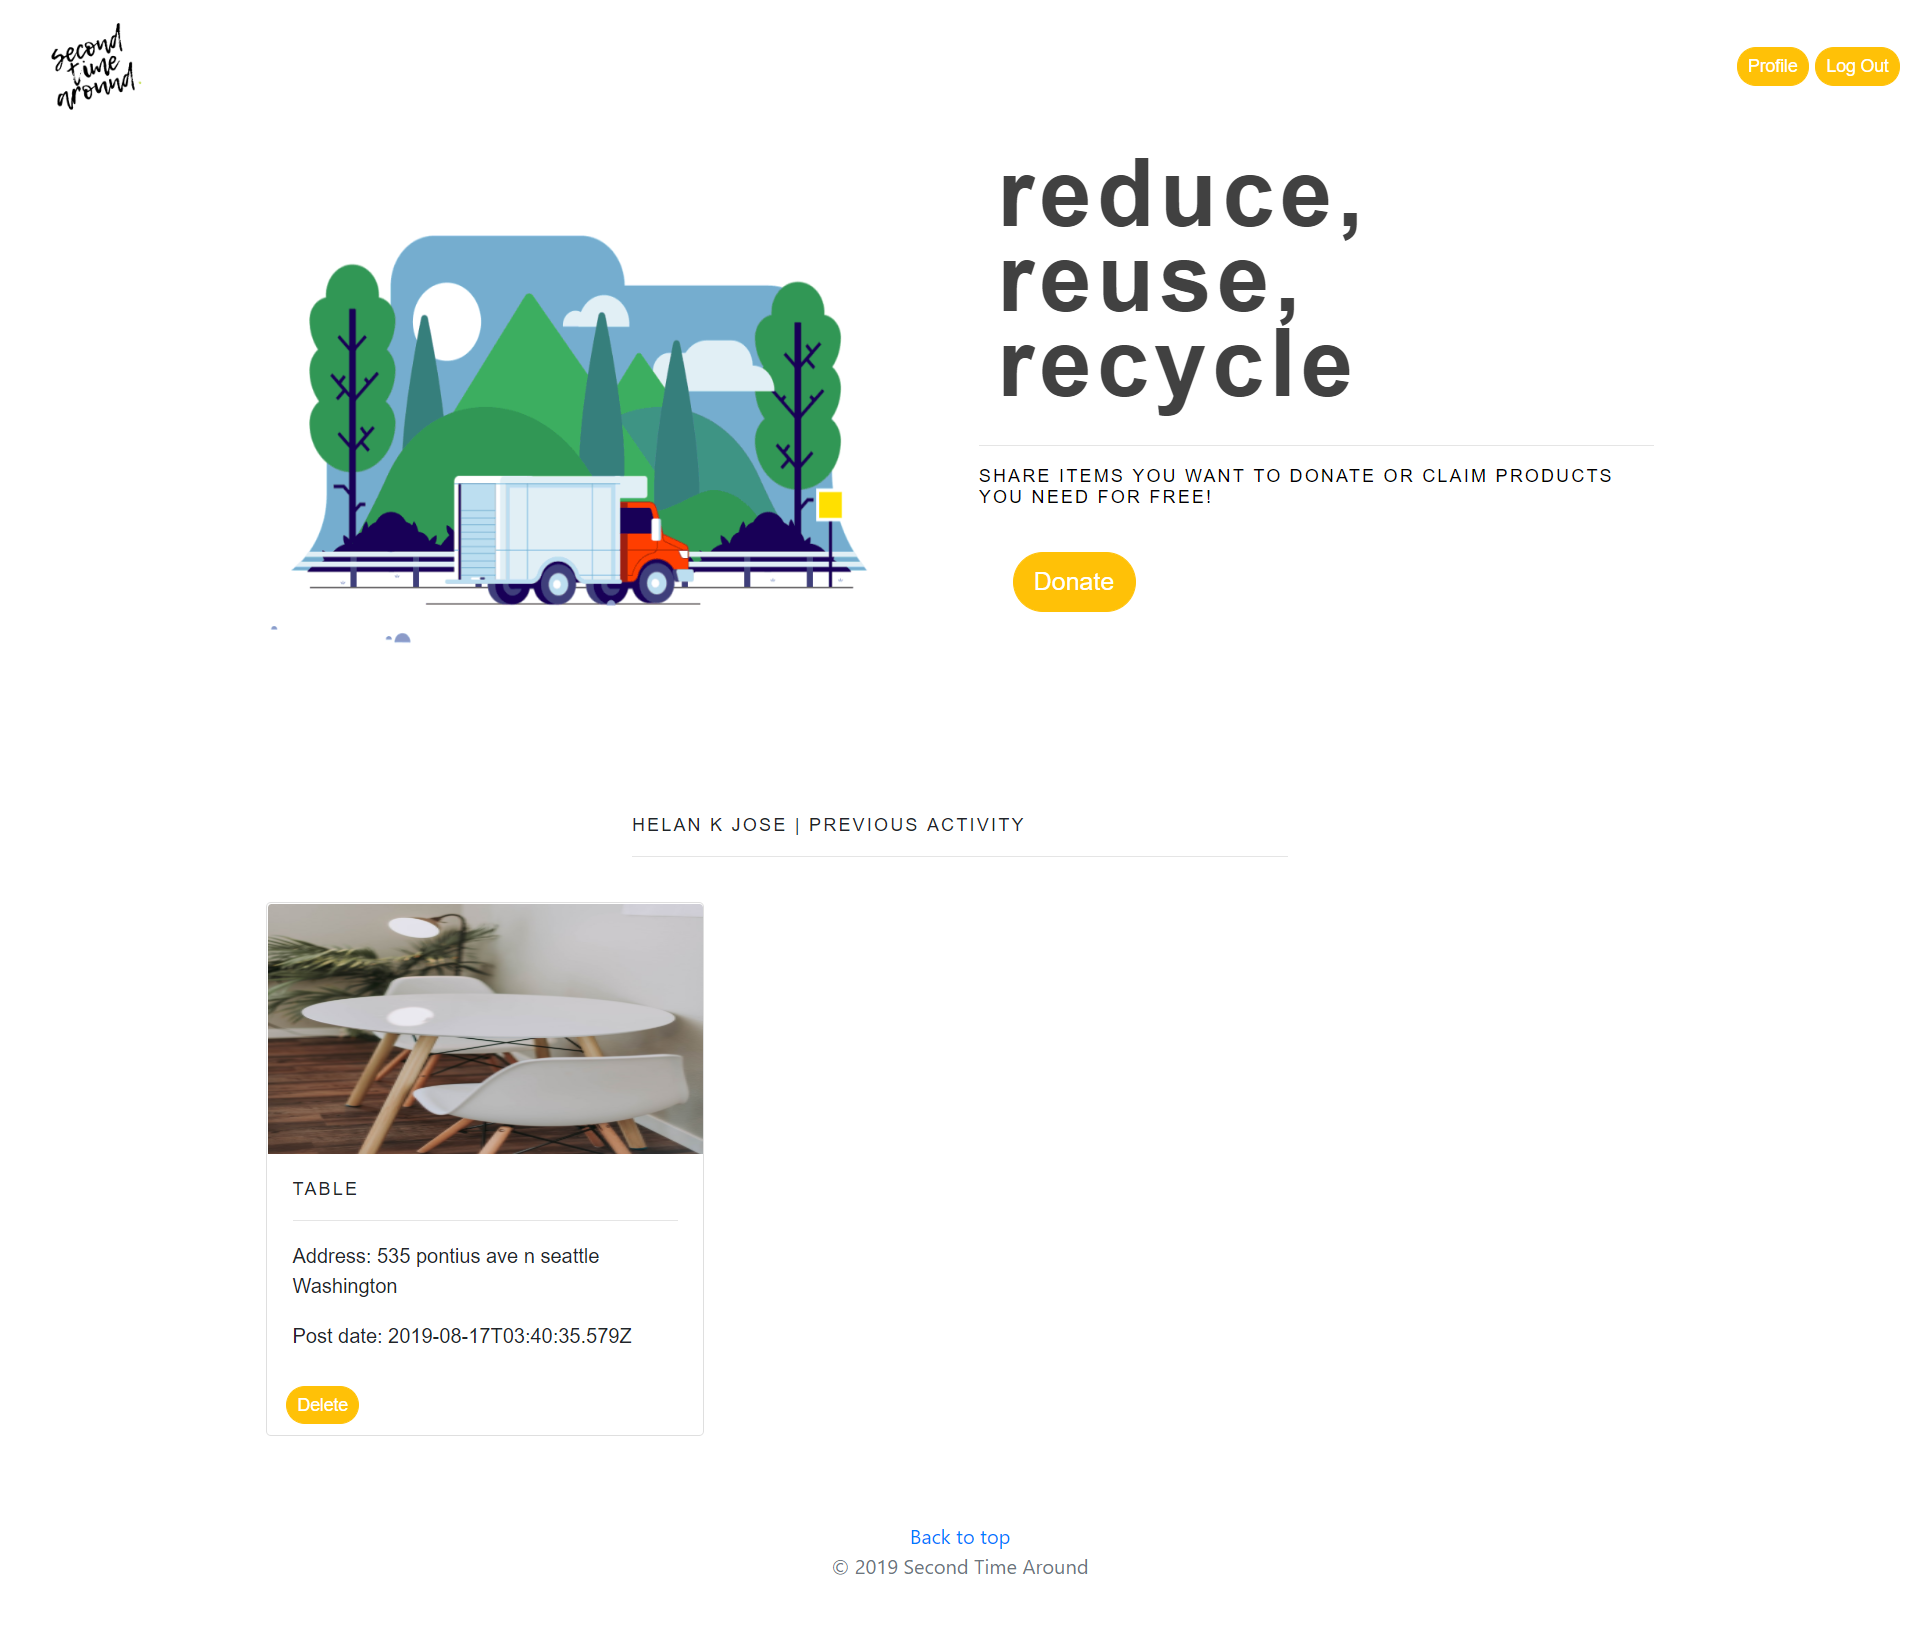 second
time
around.
Profile
Log Out
reduce,
reuse,
recycle
SHARE ITEMS YOU WANT TO DONATE OR CLAIM PRODUCTS
YOU NEED FOR FREE!
Donate
HELAN K JOSE | PREVIOUS ACTIVITY
TABLE
Address: 535 pontius ave n seattle
Washington
Post date: 2019-08-17T03:40:35.579Z
Delete
Back to top
© 2019 Second Time Around